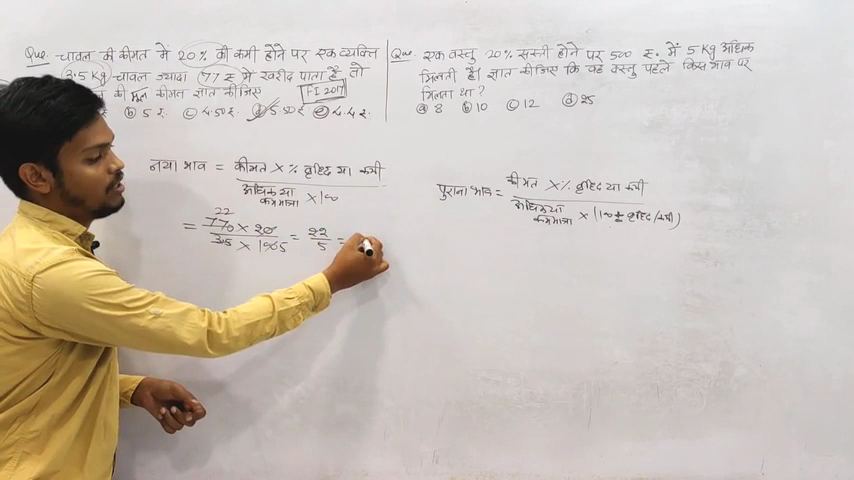 Que. चावल की कीमत में 20% की कमी होने पर एक व्यक्ति
3.5 Kg चावल ज्यादा 77 रु में खरीद पाता है तो
की मूल कीमत ज्ञात कीजिए FI 2017
रु. ⓑ 5 रु. ⓒ 4.50 रु. ⓓ 5.50 रु ⓔ 4.4 रु.
नया भाव = कीमत × % वृद्धि या कमी
अधिक या कम मात्रा × 100
= 770 × 20 / 35 × 100 = 22/5 =
22
5
Que. एक वस्तु 20% सस्ती होने पर 500 रु. में 5 Kg अधिक
मिलती है। ज्ञात कीजिए कि वह वस्तु पहले किस भाव पर
मिलता था ?
ⓐ 8 ⓑ 10 ⓒ 12 ⓓ 25
पुराना भाव = कीमत × % वृद्धि या कमी
अधिक या कम मात्रा × (100 ± वृद्धि/कमी)